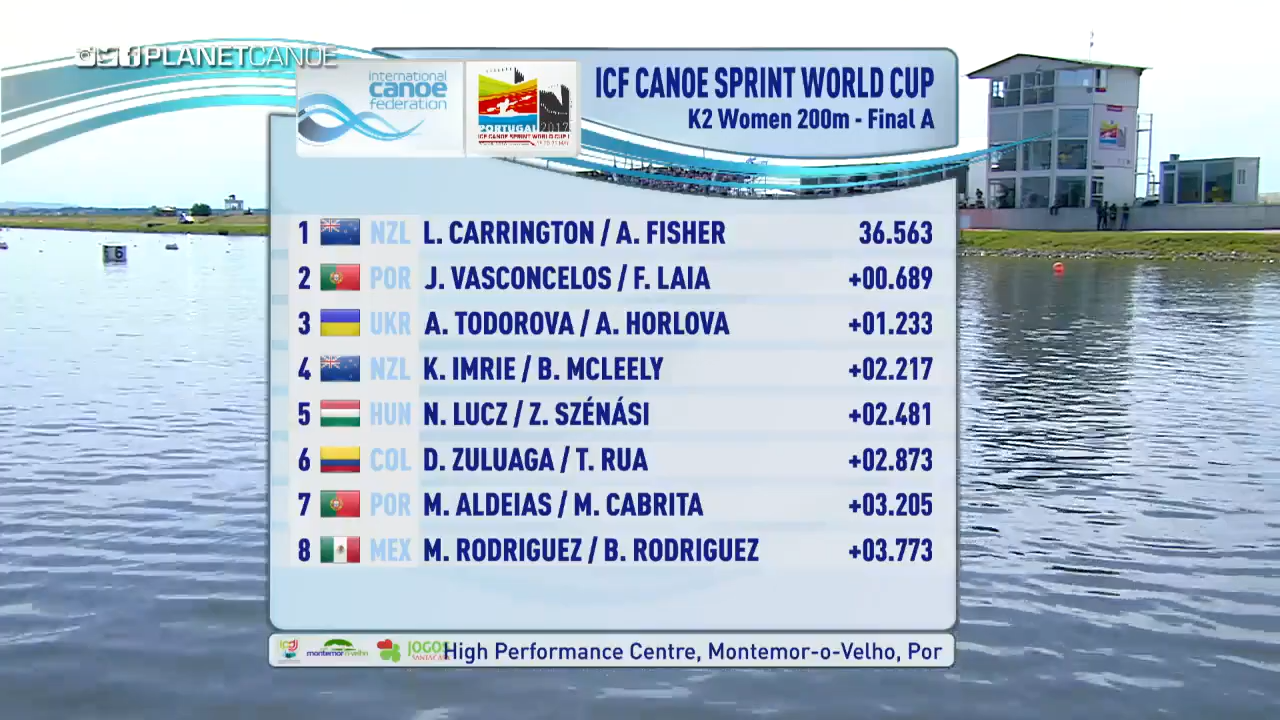 PLANETCANOE
international
canoe
federation
PORTUGAL 2017
ICF CANOE SPRINT WORLD CUP
ICF CANOE SPRINT WORLD CUP
K2 Women 200m - Final A
1 NZL L. CARRINGTON / A. FISHER 36.563
2 POR J. VASCONCELOS / F. LAIA +00.689
3 UKR A. TODOROVA / A. HORLOVA +01.233
4 NZL K. IMRIE / B. MCLEELY +02.217
5 HUN N. LUCZ / Z. SZÉNÁSI +02.481
6 COL D. ZULUAGA / T. RUA +02.873
7 POR M. ALDEIAS / M. CABRITA +03.205
8 MEX M. RODRIGUEZ / B. RODRIGUEZ +03.773
6
montemor-o-velho
JOGOS
High Performance Centre, Montemor-o-Velho, Por